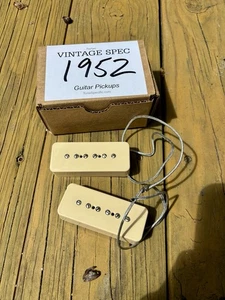 VINTAGE SPEC
1952
Guitar Pickups